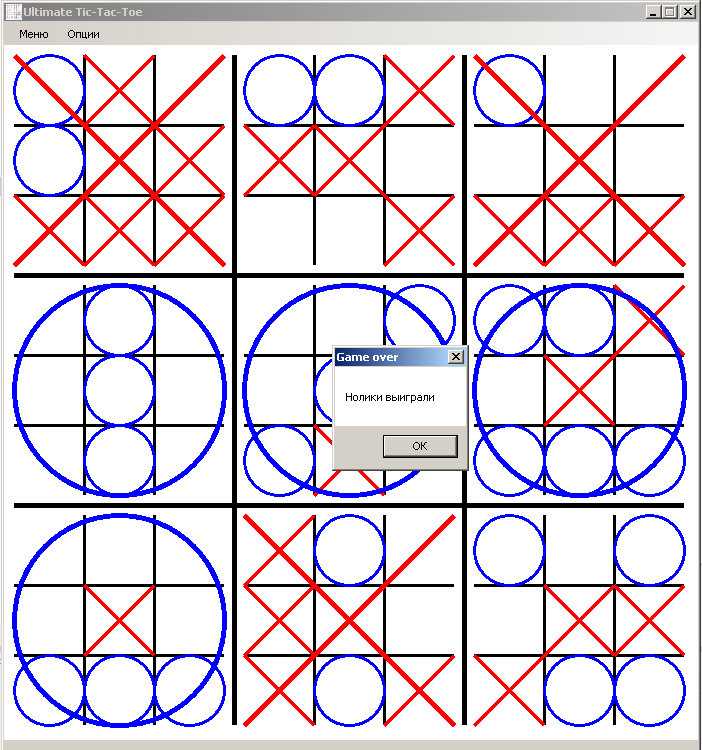 Ultimate Tic-Tac-Toe
Меню Опции
Game over
Нолики выиграли
OK